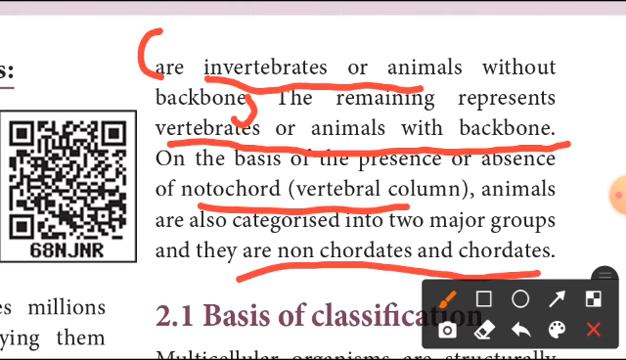 s:
are invertebrates or animals without
backbone. The remaining represents
vertebrates or animals with backbone.
On the basis of the presence or absence
of notochord (vertebral column), animals
are also categorised into two major groups
and they are non chordates and chordates.
68NJNR
es millions
ying them
2.1 Basis of classification
Multicellular organisms are structurally